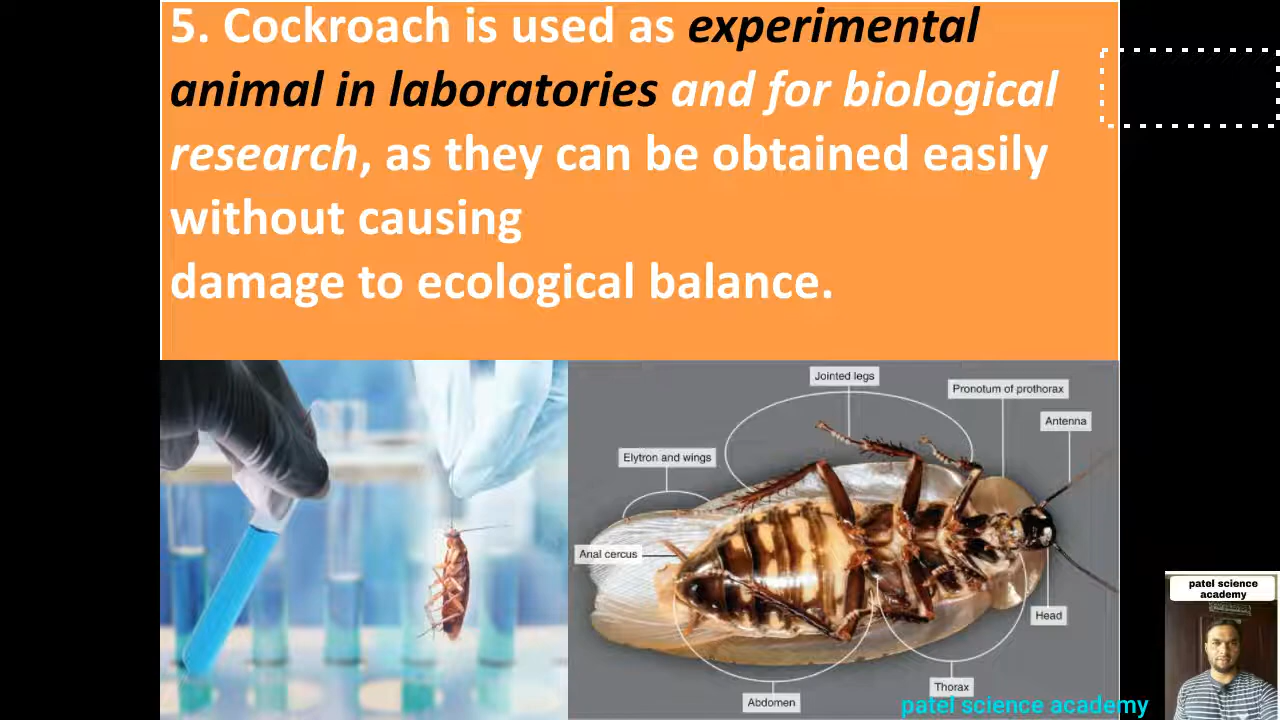 5. Cockroach is used as experimental
animal in laboratories and for biological
research, as they can be obtained easily
without causing
damage to ecological balance.
Jointed legs
Pronotum of prothorax
Antenna
Elytron and wings
Anal cercus
Head
Thorax
Abdomen
patel science
academy
patel science academy